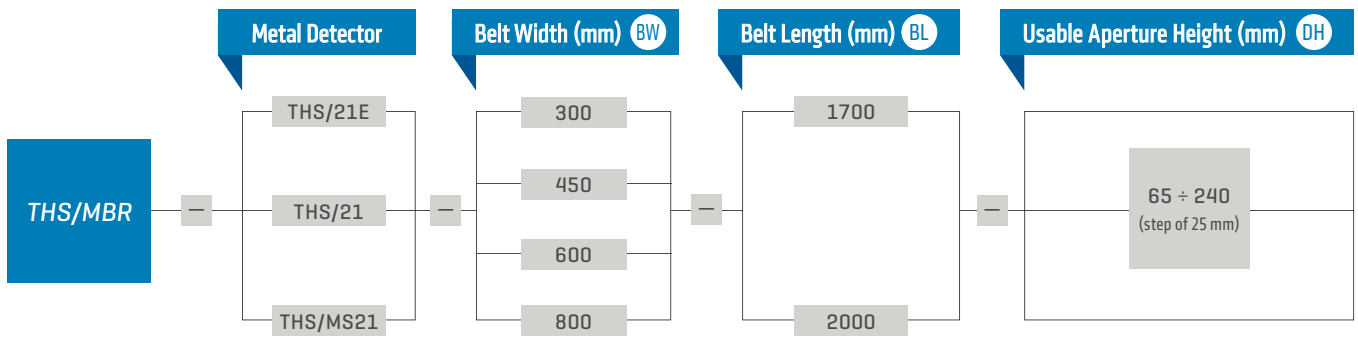 Metal Detector
Belt Width (mm) BW
Belt Length (mm) BL
Usable Aperture Height (mm) DH
THS/MBR
–
THS/21E
THS/21
THS/MS21
–
300
450
600
800
–
1700
2000
–
65 ÷ 240
(step of 25 mm)